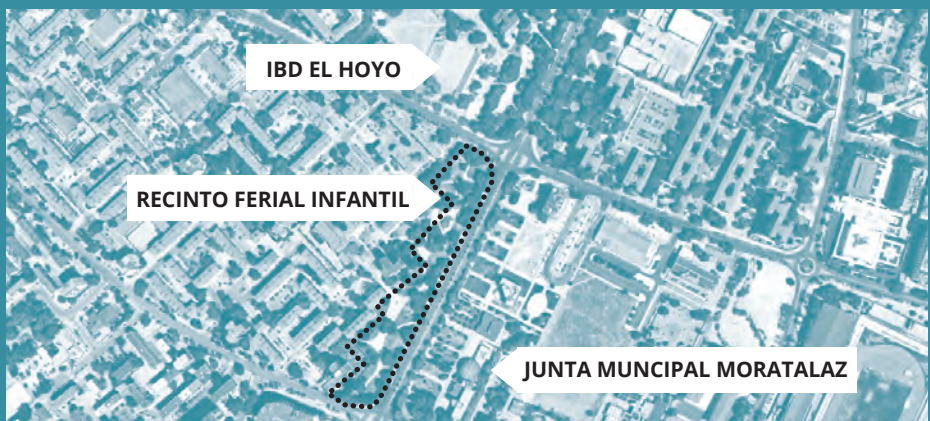 IBD EL HOYO
RECINTO FERIAL INFANTIL
JUNTA MUNCIPAL MORATALAZ